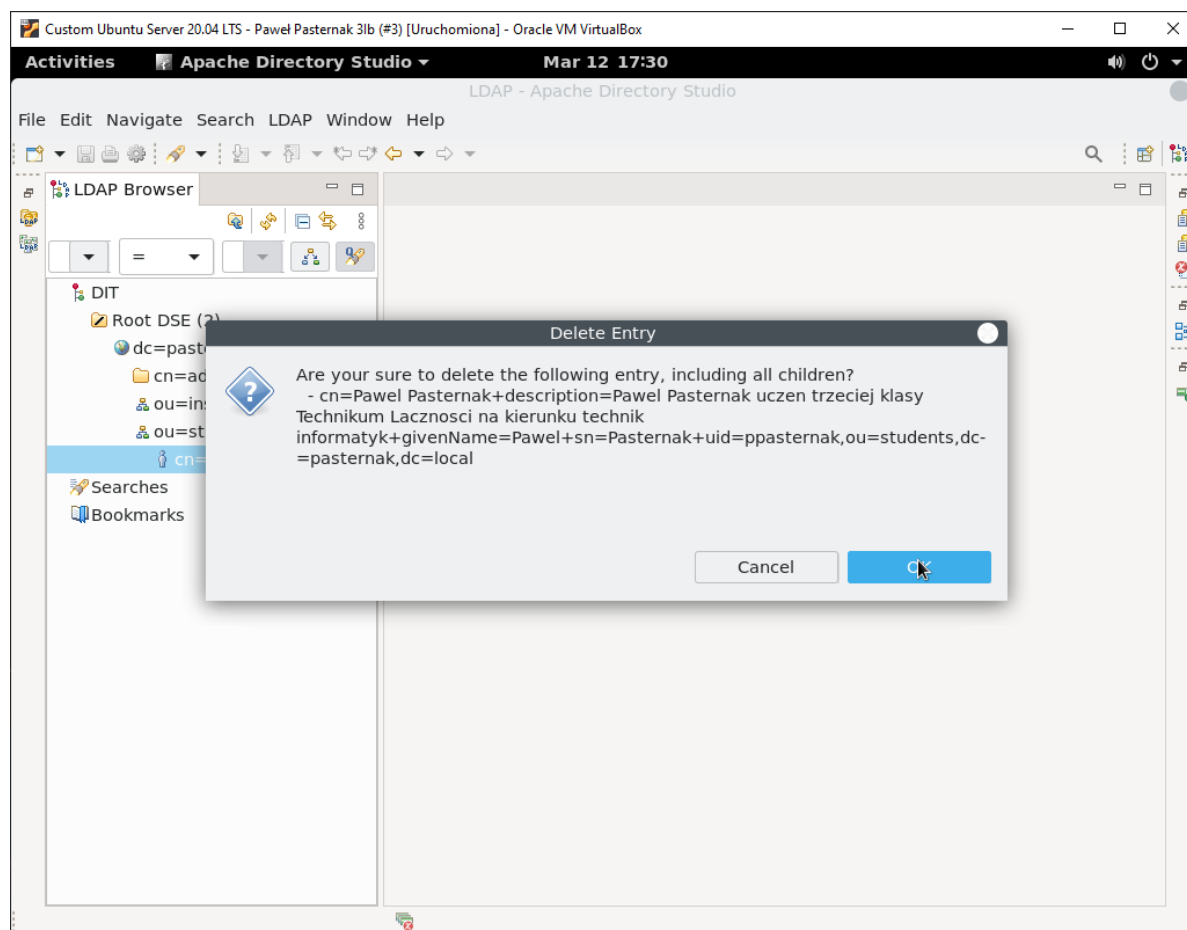 Custom Ubuntu Server 20.04 LTS - Paweł Pasternak 3lb (#3) [Uruchomiona] - Oracle VM VirtualBox
Activities Apache Directory Studio Mar 12 17:30
LDAP - Apache Directory Studio
File Edit Navigate Search LDAP Window Help
LDAP Browser
=
DIT
Root DSE (2)
dc=past
cn=ad
ou=in
ou=st
cn=
Searches
Bookmarks
Delete Entry
Are your sure to delete the following entry, including all children?
- cn=Pawel Pasternak+description=Pawel Pasternak uczen trzeciej klasy
Technikum Lacznosci na kierunku technik
informatyk+givenName=Pawel+sn=Pasternak+uid=ppasternak,ou=students,dc-
=pasternak,dc=local
Cancel OK